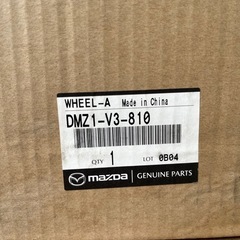 WHEEL-A Made in China
DMZ1-V3-810
QTY 1 LOT 0B04
mazda GENUINE PARTS